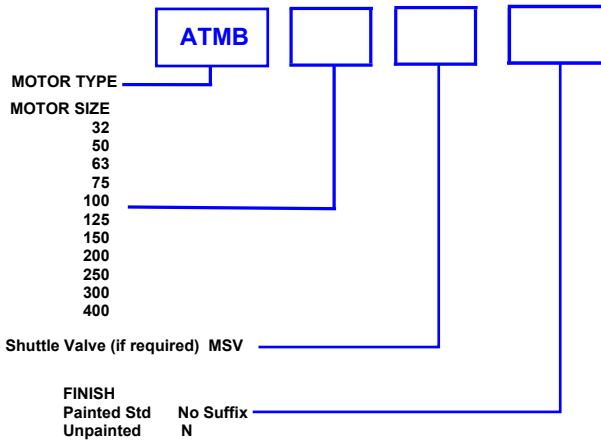 ATMB
MOTOR TYPE
MOTOR SIZE
32
50
63
75
100
125
150
200
250
300
400
Shuttle Valve (if required) MSV
FINISH
Painted Std No Suffix
Unpainted N